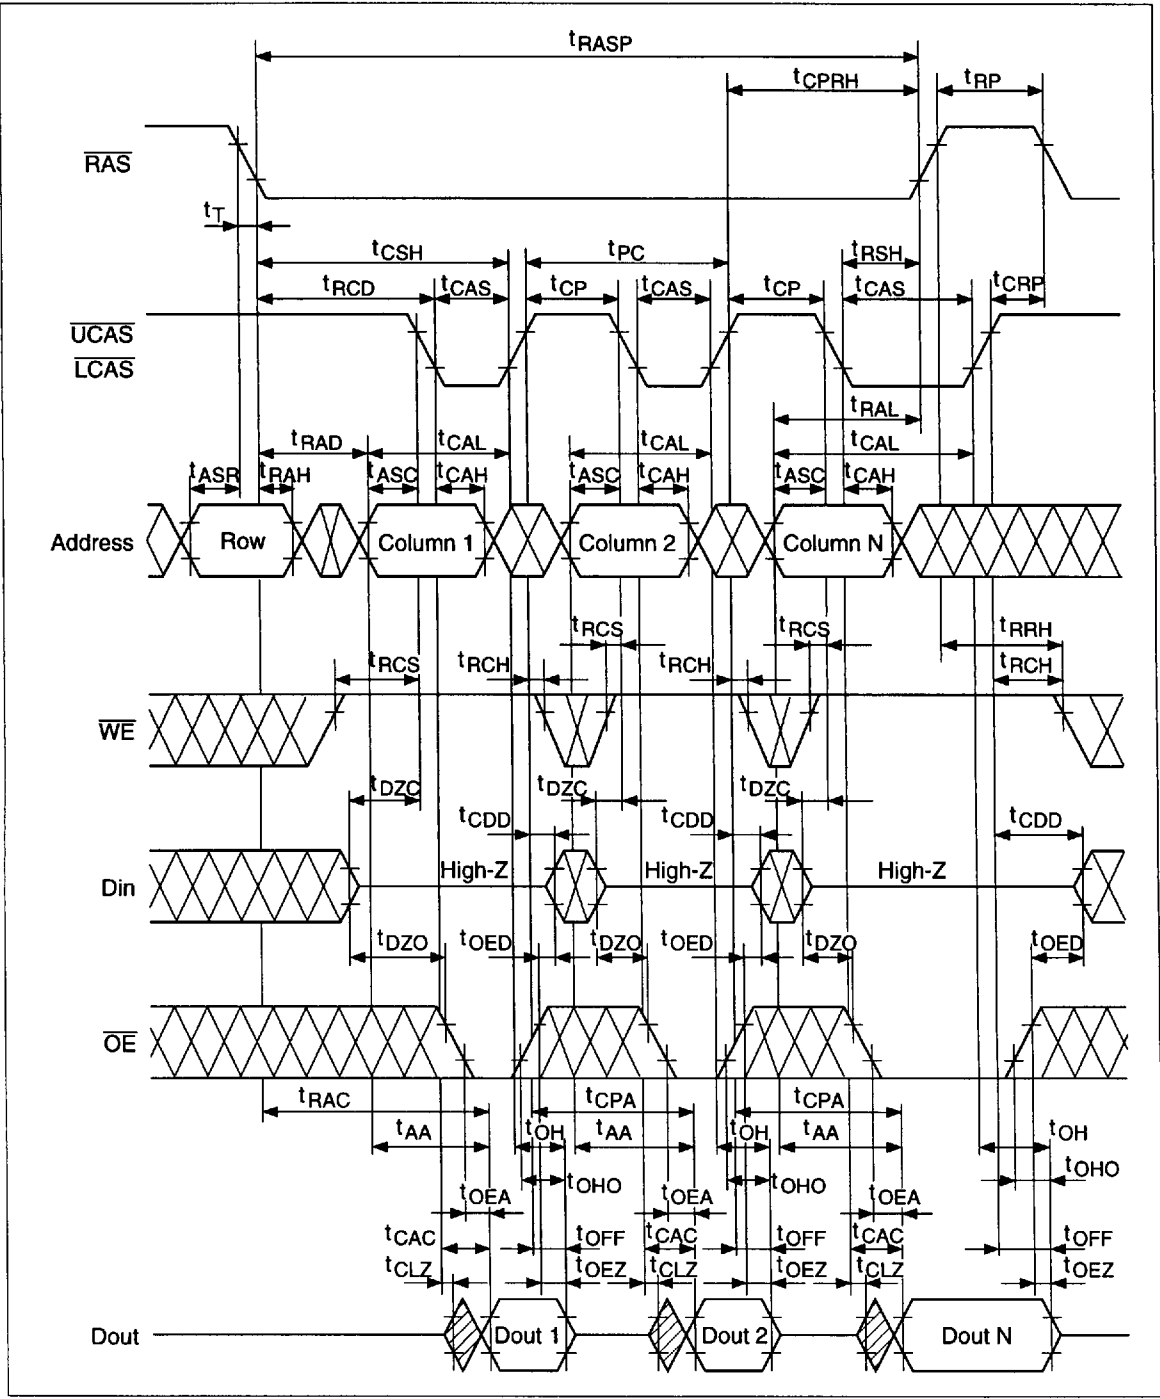 tRASP
tCPRH tRP
RAS
tT
tCSH tPC tRSH
tRCD tCAS tCP tCAS tCP tCAS tCRP
UCAS
LCAS
tRAL
tRAD tCAL tCAL tCAL
tASR tRAH tASC tCAH tASC tCAH tASC tCAH
Address Row Column 1 Column 2 Column N
tRCS tRCS tRRH
tRCS tRCH tRCH tRCH
WE
tDZC tDZC tDZC
tCDD tCDD tCDD
High-Z High-Z High-Z
Din
tDZO tOED tDZO tOED tDZO tOED
OE
tRAC tCPA tCPA
tAA tOH tAA tOH tAA tOH
tOHO tOHO tOHO
tOEA tOEA tOEA
tCAC tOFF tCAC tOFF tCAC tOFF
tCLZ tOEZ tCLZ tOEZ tCLZ tOEZ
Dout Dout 1 Dout 2 Dout N